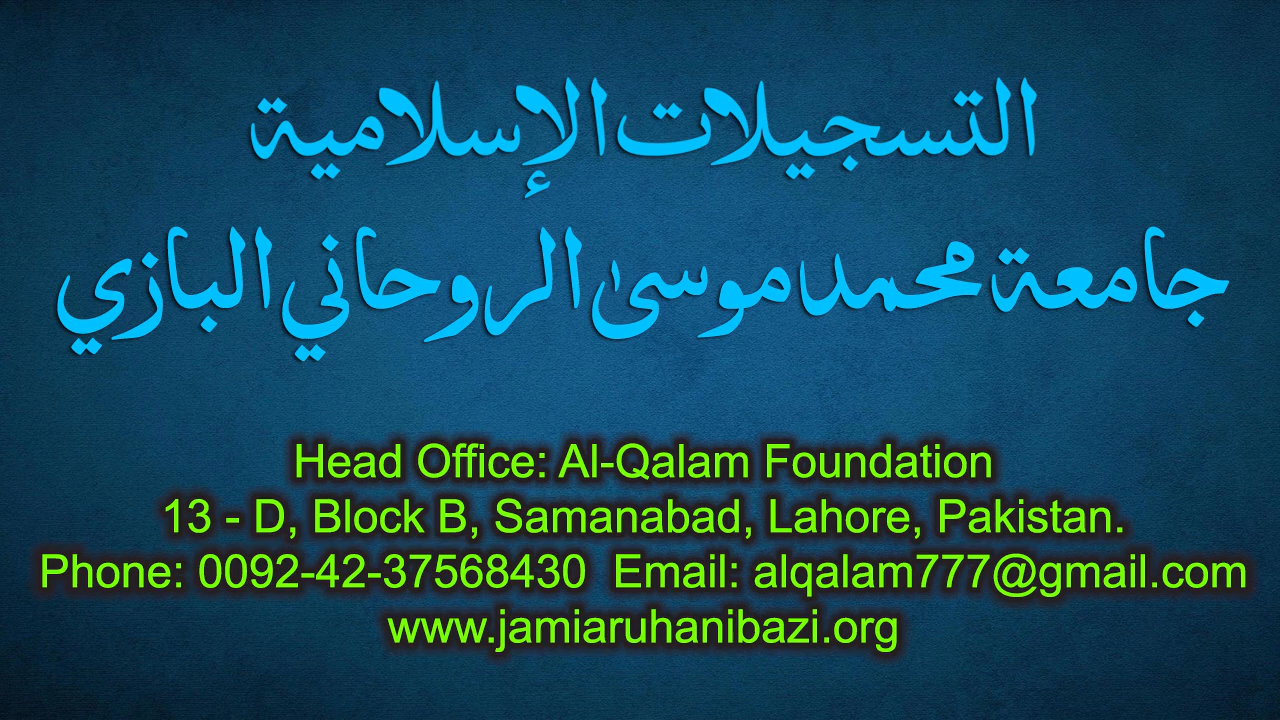 التسجيلات الإسلامية
جامعة محمد موسىٰ الروحاني البازي
Head Office: Al-Qalam Foundation
13 - D, Block B, Samanabad, Lahore, Pakistan.
Phone: 0092-42-37568430 Email: alqalam777@gmail.com
www.jamiaruhanibazi.org